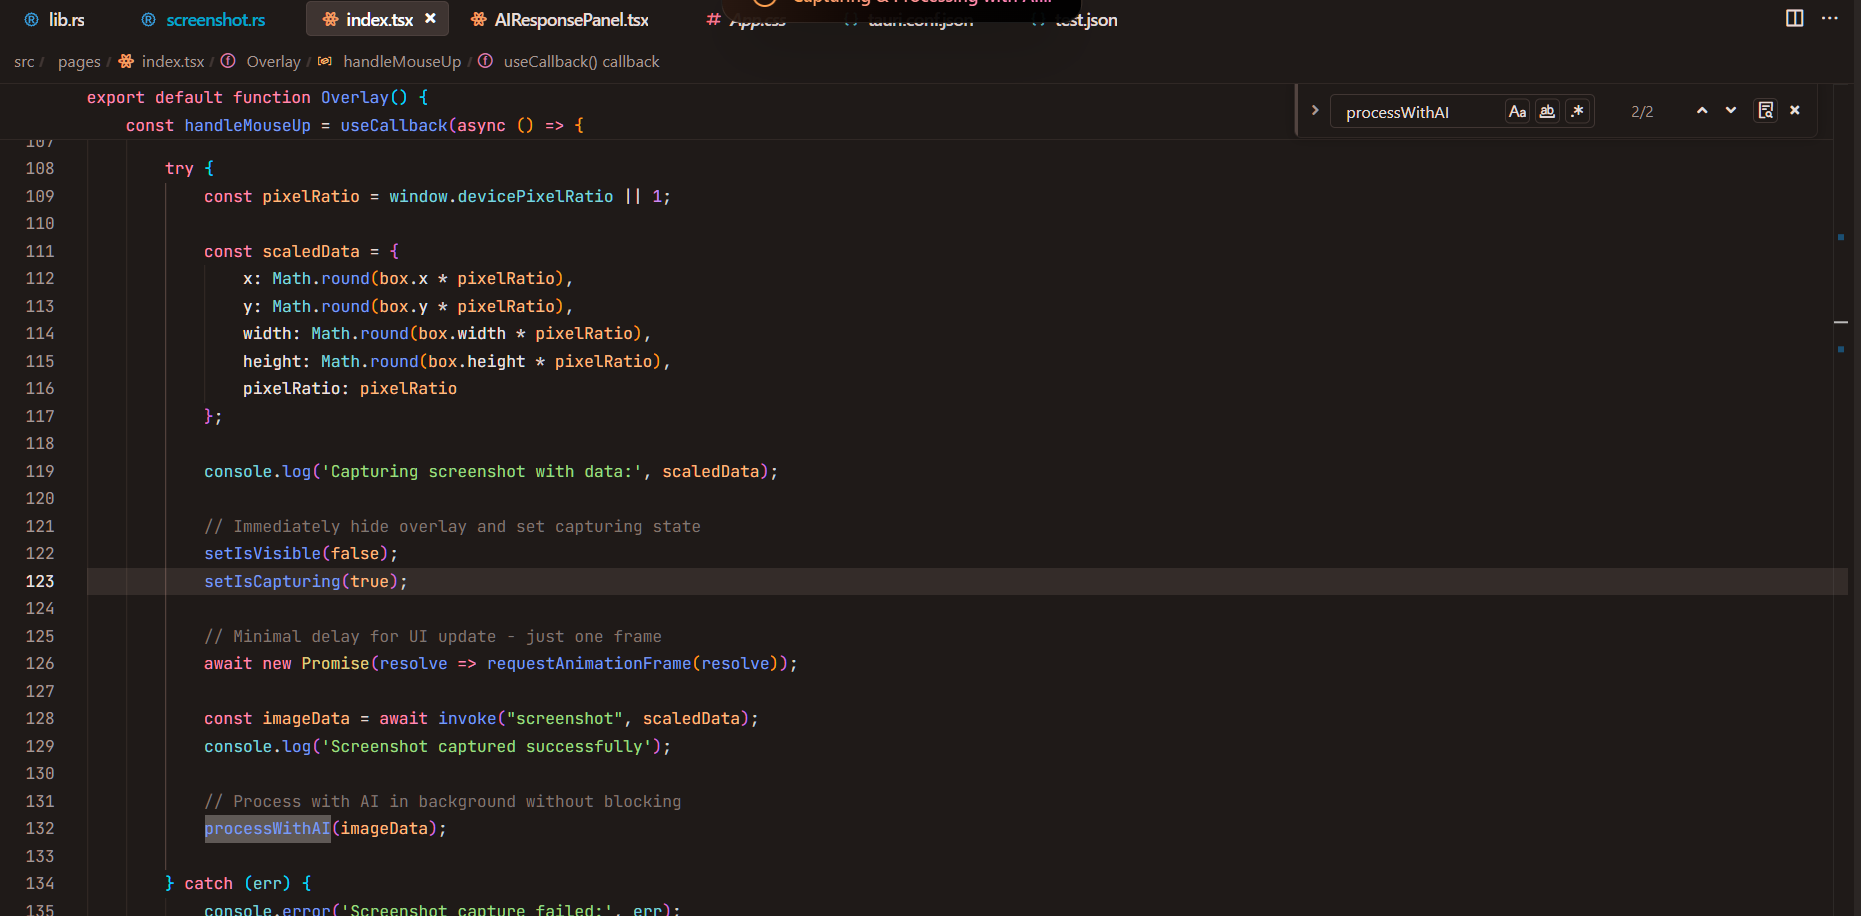 lib.rs screenshot.rs index.tsx AIResponsePanel.tsx # App.css tauri.conf.json test.json
Capturing & Processing with AI...
src / pages / index.tsx / Overlay / handleMouseUp / useCallback() callback
processWithAI Aa ab .* 2/2
export default function Overlay() {
const handleMouseUp = useCallback(async () => {
107
108 try {
109 const pixelRatio = window.devicePixelRatio || 1;
110
111 const scaledData = {
112 x: Math.round(box.x * pixelRatio),
113 y: Math.round(box.y * pixelRatio),
114 width: Math.round(box.width * pixelRatio),
115 height: Math.round(box.height * pixelRatio),
116 pixelRatio: pixelRatio
117 };
118
119 console.log('Capturing screenshot with data:', scaledData);
120
121 // Immediately hide overlay and set capturing state
122 setIsVisible(false);
123 setIsCapturing(true);
124
125 // Minimal delay for UI update - just one frame
126 await new Promise(resolve => requestAnimationFrame(resolve));
127
128 const imageData = await invoke("screenshot", scaledData);
129 console.log('Screenshot captured successfully');
130
131 // Process with AI in background without blocking
132 processWithAI(imageData);
133
134 } catch (err) {
135 console.error('Screenshot capture failed:', err);